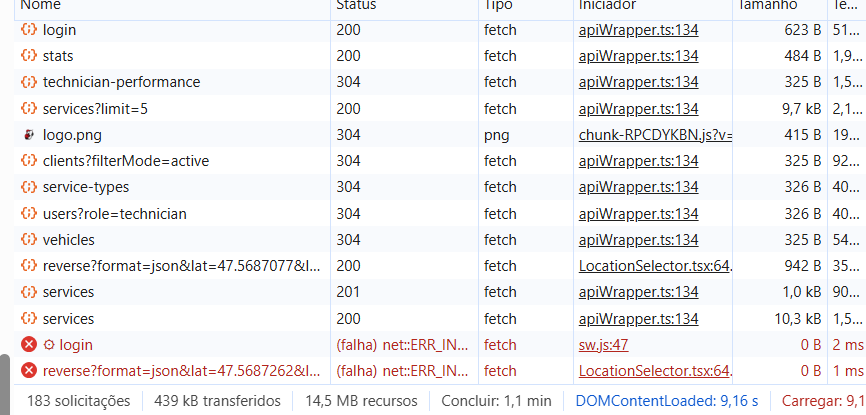 Nome Status Tipo Iniciador Tamanho Te...
login 200 fetch apiWrapper.ts:134 623 B 51...
stats 200 fetch apiWrapper.ts:134 484 B 1,9...
technician-performance 304 fetch apiWrapper.ts:134 325 B 1,5...
services?limit=5 200 fetch apiWrapper.ts:134 9,7 kB 2,1...
logo.png 304 png chunk-RPCDYKBN.js?v= 415 B 19...
clients?filterMode=active 304 fetch apiWrapper.ts:134 325 B 92...
service-types 304 fetch apiWrapper.ts:134 326 B 40...
users?role=technician 304 fetch apiWrapper.ts:134 326 B 40...
vehicles 304 fetch apiWrapper.ts:134 325 B 54...
reverse?format=json&lat=47.5687077&l... 200 fetch LocationSelector.tsx:64. 942 B 35...
services 201 fetch apiWrapper.ts:134 1,0 kB 90...
services 200 fetch apiWrapper.ts:134 10,3 kB 1,5...
login (falha) net::ERR_IN... fetch sw.js:47 0 B 2 ms
reverse?format=json&lat=47.5687262&l... (falha) net::ERR_IN... fetch LocationSelector.tsx:64. 0 B 1 ms
183 solicitações 439 kB transferidos 14,5 MB recursos Concluir: 1,1 min DOMContentLoaded: 9,16 s Carregar: 9,1